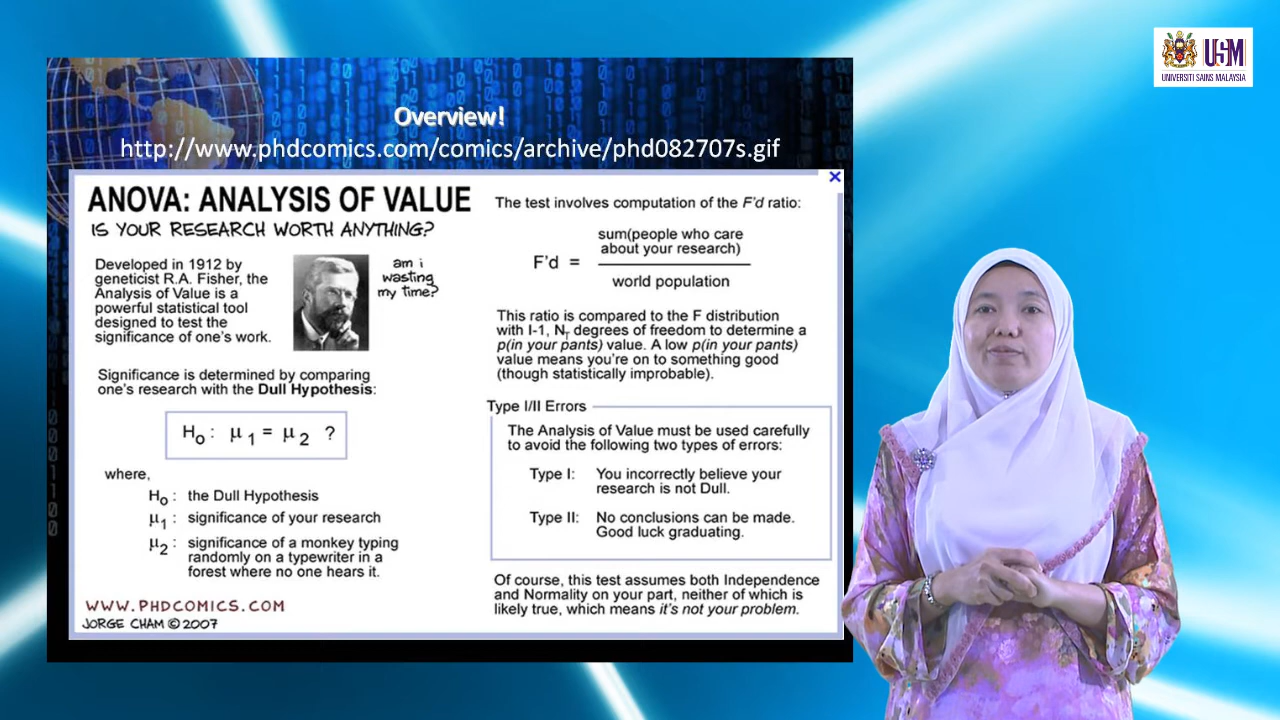 USM
UNIVERSITI SAINS MALAYSIA
Overview!
http://www.phdcomics.com/comics/archive/phd082707s.gif
ANOVA: ANALYSIS OF VALUE
IS YOUR RESEARCH WORTH ANYTHING?
Developed in 1912 by
geneticist R.A. Fisher, the
Analysis of Value is a
powerful statistical tool
designed to test the
significance of one's work.
am i
wasting
my time?
Significance is determined by comparing
one's research with the Dull Hypothesis:
H₀: µ₁ = µ₂ ?
where,
H₀: the Dull Hypothesis
µ₁: significance of your research
µ₂: significance of a monkey typing
randomly on a typewriter in a
forest where no one hears it.
WWW.PHDCOMICS.COM
JORGE CHAM © 2007
The test involves computation of the F'd ratio:
F'd = sum(people who care
about your research)
world population
This ratio is compared to the F distribution
with I-1, N_T degrees of freedom to determine a
p(in your pants) value. A low p(in your pants)
value means you're on to something good
(though statistically improbable).
Type I/II Errors
The Analysis of Value must be used carefully
to avoid the following two types of errors:
Type I: You incorrectly believe your
research is not Dull.
Type II: No conclusions can be made.
Good luck graduating.
Of course, this test assumes both Independence
and Normality on your part, neither of which is
likely true, which means it's not your problem.